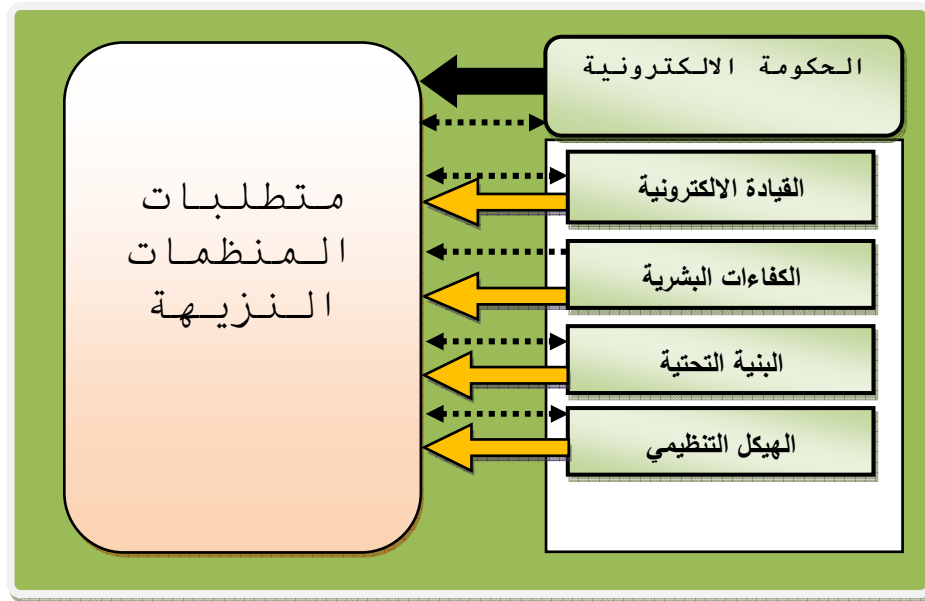 الحكومة الالكترونية
القيادة الالكترونية
الكفاءات البشرية
البنية التحتية
الهيكل التنظيمي
متطلبات
المنظمات
النزيهة